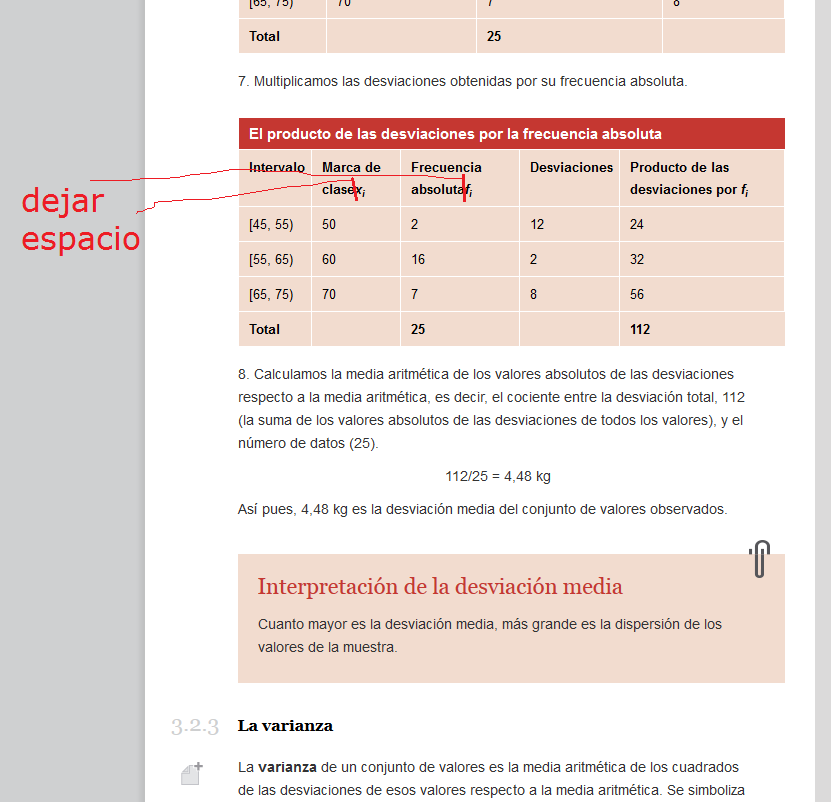 [65, 75) 70 7 8
Total 25
7. Multiplicamos las desviaciones obtenidas por su frecuencia absoluta.
El producto de las desviaciones por la frecuencia absoluta
Intervalo Marca de Frecuencia Desviaciones Producto de las
clasexi absolutafi desviaciones por fi
dejar
espacio
[45, 55) 50 2 12 24
[55, 65) 60 16 2 32
[65, 75) 70 7 8 56
Total 25 112
8. Calculamos la media aritmética de los valores absolutos de las desviaciones
respecto a la media aritmética, es decir, el cociente entre la desviación total, 112
(la suma de los valores absolutos de las desviaciones de todos los valores), y el
número de datos (25).
112/25 = 4,48 kg
Así pues, 4,48 kg es la desviación media del conjunto de valores observados.
Interpretación de la desviación media
Cuanto mayor es la desviación media, más grande es la dispersión de los
valores de la muestra.
3.2.3 La varianza
La varianza de un conjunto de valores es la media aritmética de los cuadrados
de las desviaciones de esos valores respecto a la media aritmética. Se simboliza